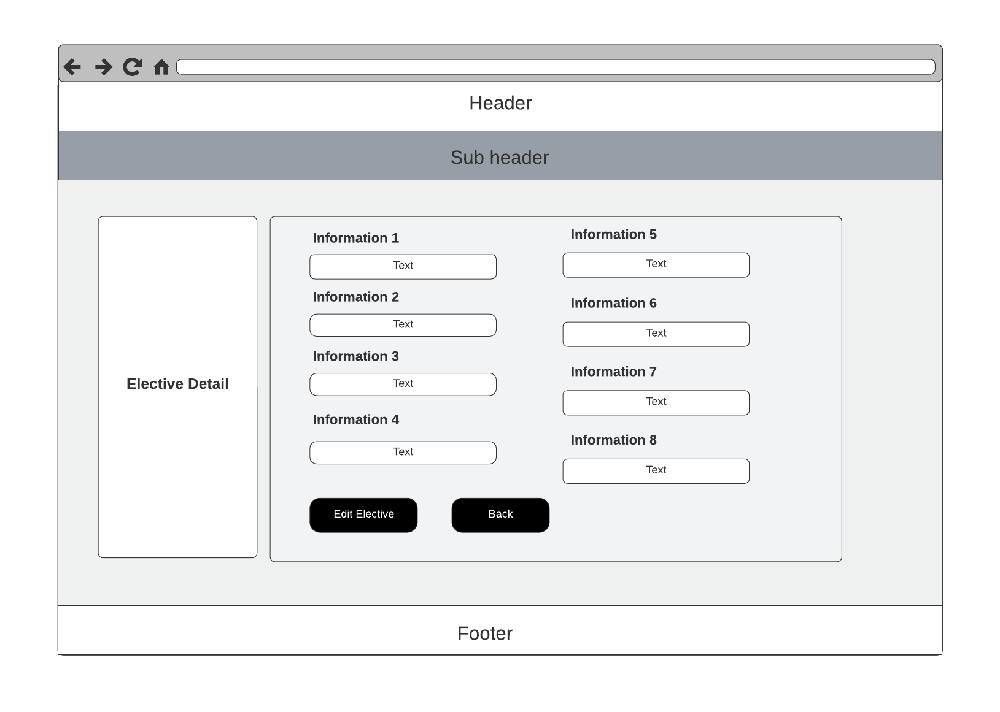 Header
Sub header
Elective Detail
Information 1
Text
Information 2
Text
Information 3
Text
Information 4
Text
Information 5
Text
Information 6
Text
Information 7
Text
Information 8
Text
Edit Elective
Back
Footer